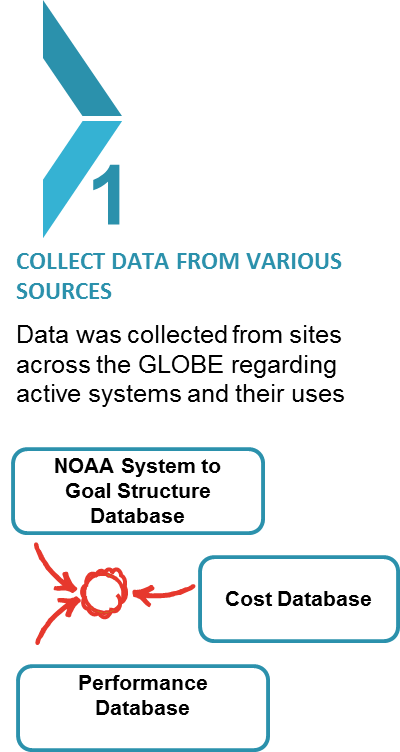 1
COLLECT DATA FROM VARIOUS
SOURCES
Data was collected from sites
across the GLOBE regarding
active systems and their uses
NOAA System to
Goal Structure
Database
Cost Database
Performance
Database